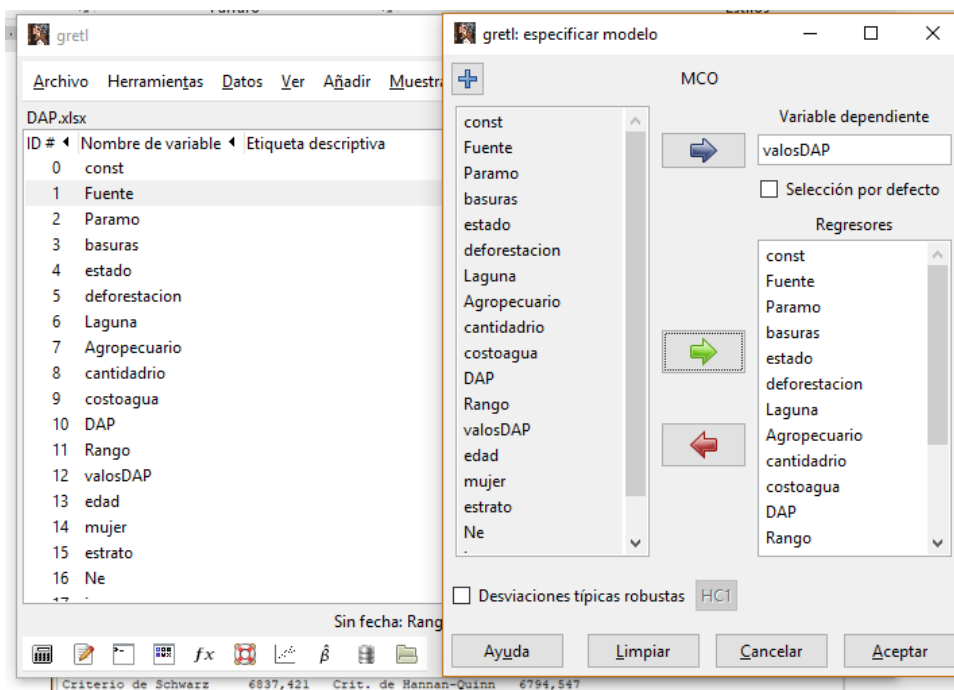 gretl
Archivo Herramientas Datos Ver Añadir Muestra
DAP.xlsx
ID # Nombre de variable Etiqueta descriptiva
0 const
1 Fuente
2 Paramo
3 basuras
4 estado
5 deforestacion
6 Laguna
7 Agropecuario
8 cantidadrio
9 costoagua
10 DAP
11 Rango
12 valosDAP
13 edad
14 mujer
15 estrato
16 Ne
Sin fecha: Rang
fx
β̂
gretl: especificar modelo
MCO
const
Fuente
Paramo
basuras
estado
deforestacion
Laguna
Agropecuario
cantidadrio
costoagua
DAP
Rango
valosDAP
edad
mujer
estrato
Ne
Variable dependiente
valosDAP
Selección por defecto
Regresores
const
Fuente
Paramo
basuras
estado
deforestacion
Laguna
Agropecuario
cantidadrio
costoagua
DAP
Rango
Desviaciones típicas robustas HC1
Ayuda Limpiar Cancelar Aceptar
Criterio de Schwarz 6837,421 Crit. de Hannan-Quinn 6794,547